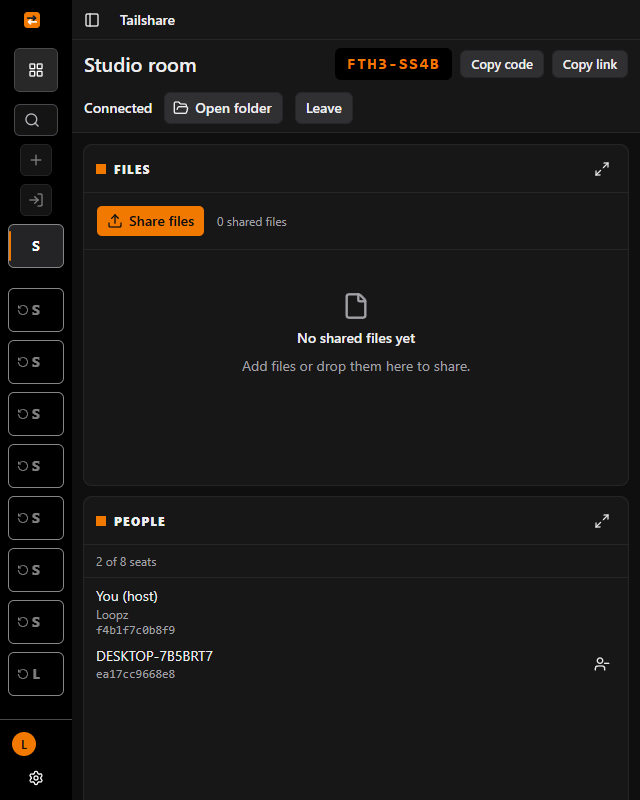 Tailshare
Studio room
FTH3-SS4B
Copy code
Copy link
Connected
Open folder
Leave
S
S
S
S
S
S
S
S
L
L
FILES
Share files
0 shared files
No shared files yet
Add files or drop them here to share.
PEOPLE
2 of 8 seats
You (host)
Loopz
f4b1f7c0b8f9
DESKTOP-7B5BRT7
ea17cc9668e8